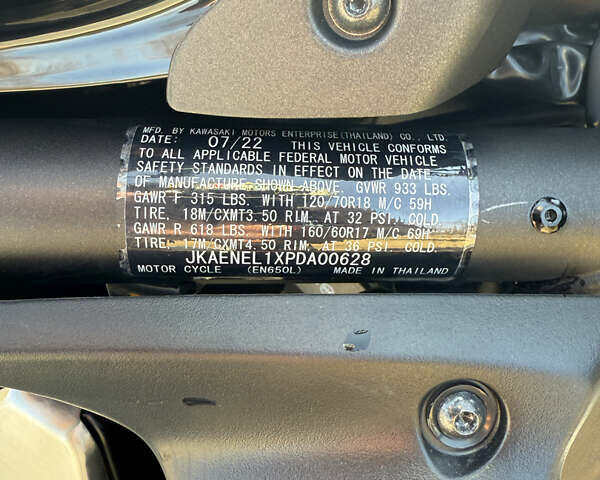 MFD. BY KAWASAKI MOTORS ENTERPRISE(THAILAND) CO., LTD.
DATE: 07/22 THIS VEHICLE CONFORMS
TO ALL APPLICABLE FEDERAL MOTOR VEHICLE
SAFETY STANDARDS IN EFFECT ON THE DATE
OF MANUFACTURE SHOWN ABOVE. GVWR 933 LBS.
GAWR F 315 LBS. WITH 120/70R18 M/C 59H
TIRE. 18M/CXMT3.50 RIM. AT 32 PSI. COLD
GAWR R 618 LBS. WITH 160/60R17 M/C 69H
TIRE. 17M/CXMT4.50 RIM. AT 36 PSI. COLD.
JKAENEL1XPDA00628
MOTOR CYCLE (EN650L) MADE IN THAILAND